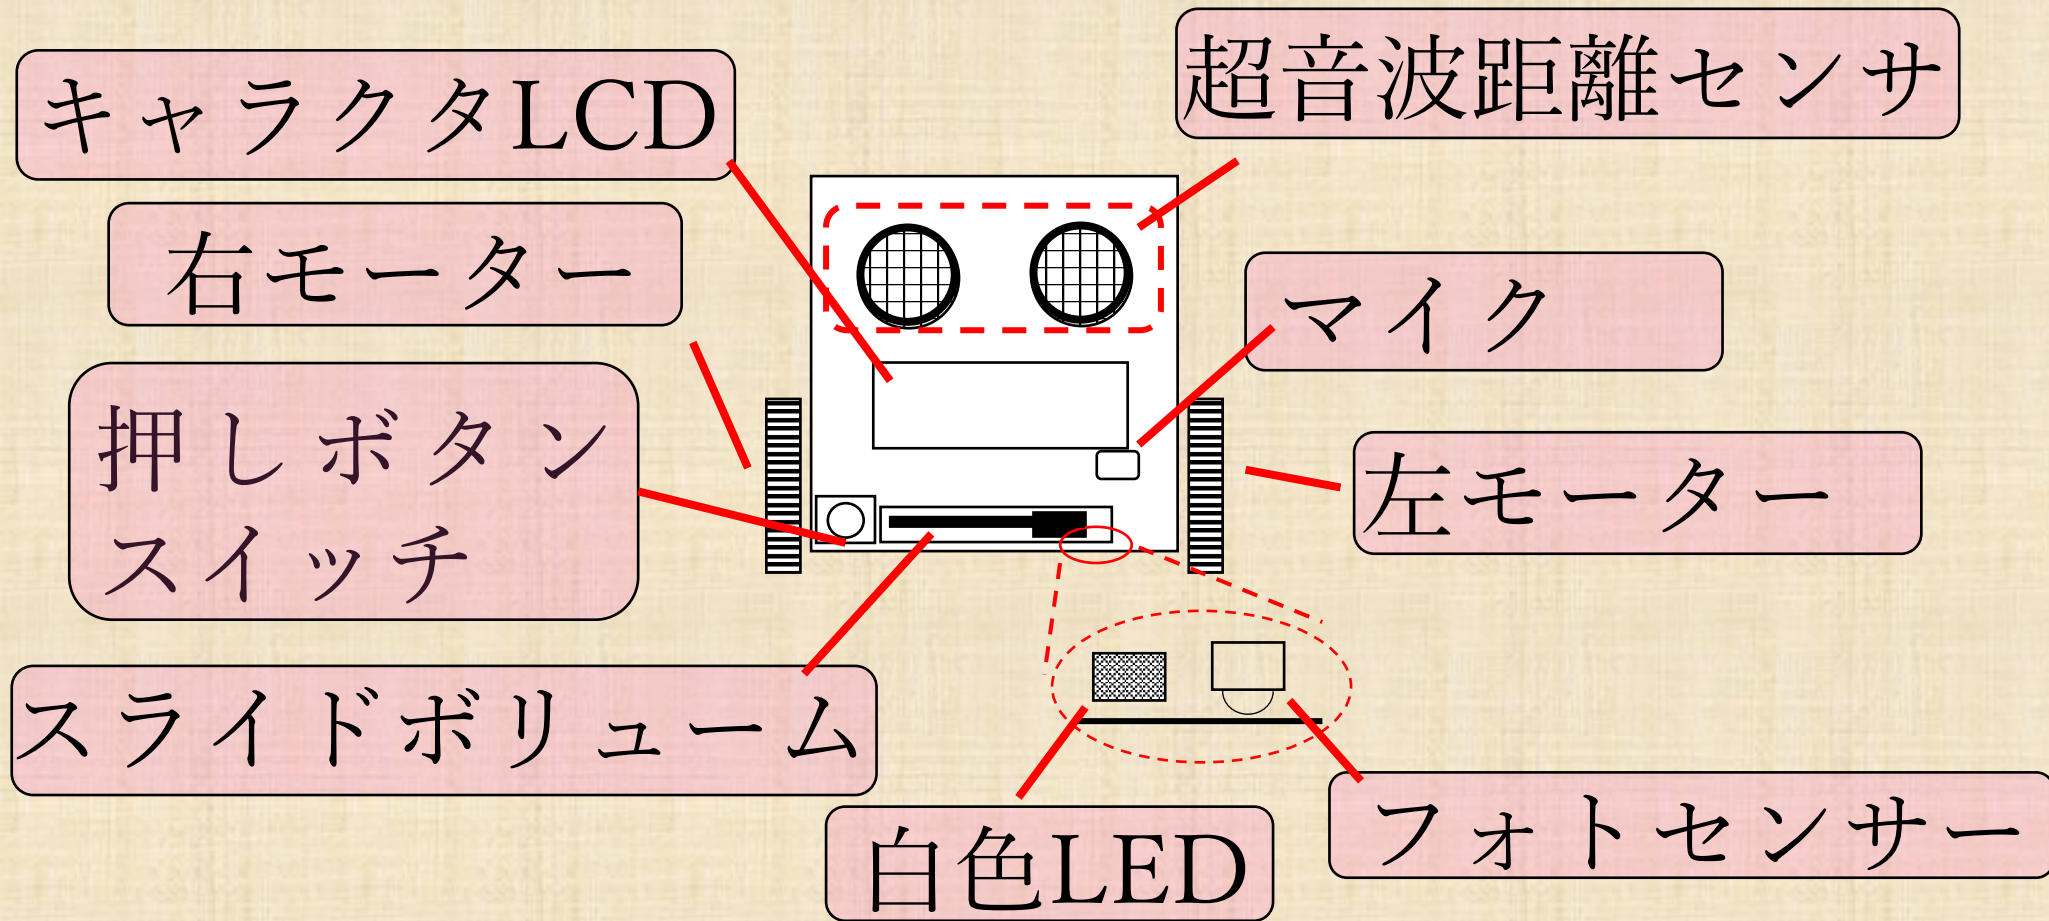 超音波距離センサ
キャラクタLCD
右モーター
マイク
押しボタン
スイッチ
左モーター
スライドボリューム
フォトセンサー
白色LED